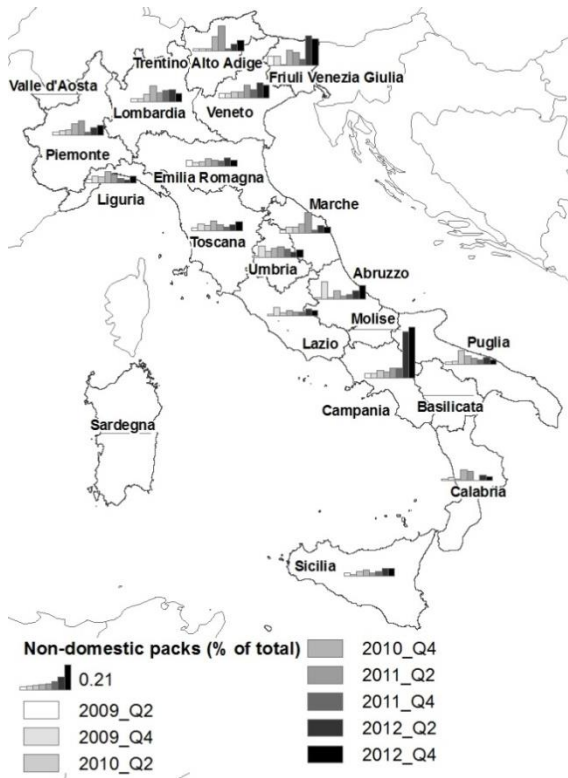 Trentino Alto Adige
Friuli Venezia Giulia
Valle d'Aosta
Lombardia
Veneto
Piemonte
Emilia Romagna
Liguria
Marche
Toscana
Umbria
Abruzzo
Molise
Lazio
Puglia
Campania
Basilicata
Sardegna
Calabria
Sicilia
Non-domestic packs (% of total)
0.21
2009_Q2
2009_Q4
2010_Q2
2010_Q4
2011_Q2
2011_Q4
2012_Q2
2012_Q4